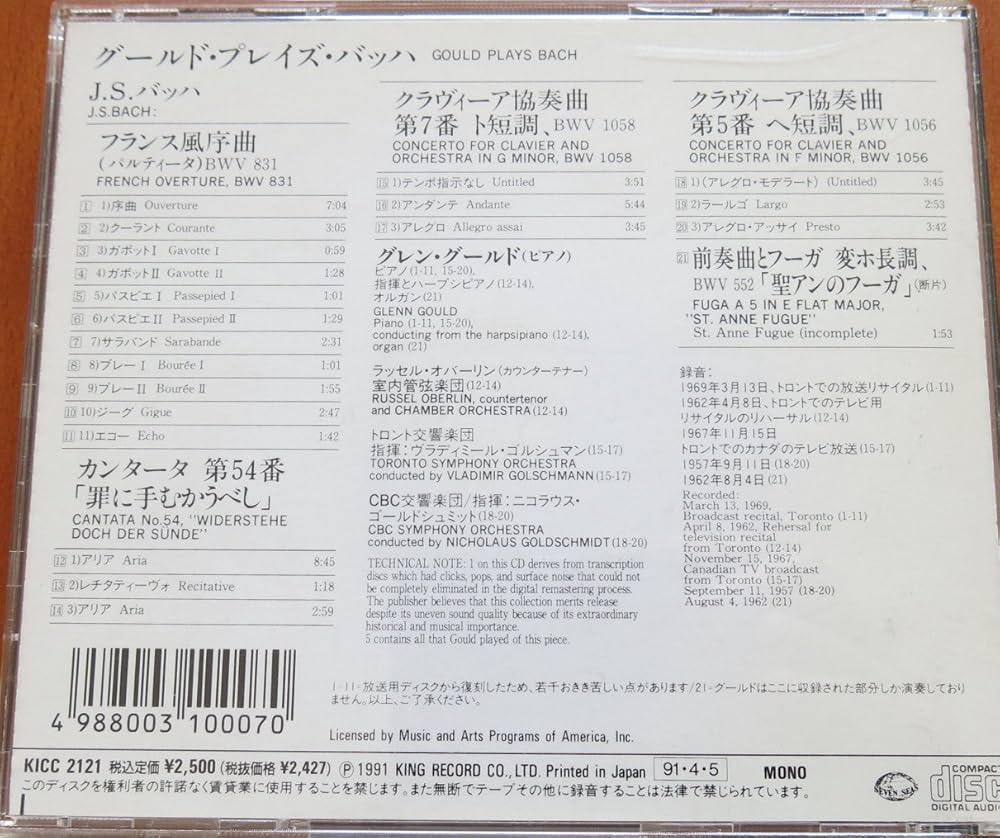 グールド・プレイズ・バッハ GOULD PLAYS BACH
J.S.バッハ
J.S.BACH:
フランス風序曲
(パルティータ)BWV 831
FRENCH OVERTURE, BWV 831
1 1)序曲 Ouverture 7:04
2 2)クーラント Courante 3:05
3 3)ガボットI Gavotte I 0:59
4 4)ガボットII Gavotte II 1:28
5 5)パスピエI Passepied I 1:01
6 6)パスピエII Passepied II 1:29
7 7)サラバンド Sarabande 2:31
8 8)ブレーI Bourée I 1:01
9 9)ブレーII Bourée II 1:55
10 10)ジーグ Gigue 2:47
11 11)エコー Echo 1:42
カンタータ 第54番
「罪に手むかうべし」
CANTATA No.54, "WIDERSTEHE
DOCH DER SÜNDE"
12 1)アリア Aria 8:45
13 2)レチタティーヴォ Recitative 1:18
14 3)アリア Aria 2:59
クラヴィーア協奏曲
第7番 ト短調、BWV 1058
CONCERTO FOR CLAVIER AND
ORCHESTRA IN G MINOR, BWV 1058
15 1)テンポ指示なし Untitled 3:51
16 2)アンダンテ Andante 5:44
17 3)アレグロ Allegro assai 3:45
グレン・グールド(ピアノ)
ピアノ(1-11, 15-20),
指揮とハープシピアノ(12-14),
オルガン(21)
GLENN GOULD
Piano (1-11, 15-20),
conducting from the harpsipiano (12-14),
organ (21)
ラッセル・オバーリン(カウンターテナー)
室内管弦楽団(12-14)
RUSSEL OBERLIN, countertenor
and CHAMBER ORCHESTRA (12-14)
トロント交響楽団
指揮:ヴラディミール・ゴルシュマン(15-17)
TORONTO SYMPHONY ORCHESTRA
conducted by VLADIMIR GOLSCHMANN (15-17)
CBC交響楽団/指揮:ニコラウス・
ゴールドシュミット(18-20)
CBC SYMPHONY ORCHESTRA
conducted by NICHOLAUS GOLDSCHMIDT (18-20)
TECHNICAL NOTE: 1 on this CD derives from transcription
discs which had clicks, pops, and surface noise that could not
be completely eliminated in the digital remastering process.
The publisher believes that this collection merits release
despite its uneven sound quality because of its extraordinary
historical and musical importance.
5 contains all that Gould played of this piece.
クラヴィーア協奏曲
第5番 ヘ短調、BWV 1056
CONCERTO FOR CLAVIER AND
ORCHESTRA IN F MINOR, BWV 1056
18 1)(アレグロ・モデラート) (Untitled) 3:45
19 2)ラールゴ Largo 2:53
20 3)アレグロ・アッサイ Presto 3:42
21 前奏曲とフーガ 変ホ長調、
BWV 552「聖アンのフーガ」(断片)
FUGA A 5 IN E FLAT MAJOR,
"ST. ANNE FUGUE"
St. Anne Fugue (incomplete) 1:53
録音:
1969年3月13日、トロントでの放送リサイタル(1-11)
1962年4月8日、トロントでのテレビ用
リサイタルのリハーサル(12-14)
1967年11月15日
トロントでのカナダのテレビ放送(15-17)
1957年9月11日(18-20)
1962年8月4日(21)
Recorded:
March 13, 1969,
Broadcast recital, Toronto (1-11)
April 8, 1962, Rehersal for
television recital
from Toronto (12-14)
November 15, 1967,
Canadian TV broadcast
from Toronto (15-17)
September 11, 1957 (18-20)
August 4, 1962 (21)
1-11=放送用ディスクから復刻したため、若干おきき苦しい点があります/21=グールドはここに収録された部分しか演奏しており
ません。以上、ご了承ください。
4 988003 100070
Licensed by Music and Arts Programs of America, Inc.
KICC 2121 税込定価 ¥2,500 (税抜価格 ¥2,427) Ⓟ 1991 KING RECORD CO., LTD. Printed in Japan 91・4・5 MONO
このディスクを権利者の許諾なく賃貸業に使用することを禁じます。また無断でテープその他に録音することは法律で禁じられています。
SEVEN SEAS
COMPACT
disc
DIGITAL AUDIO